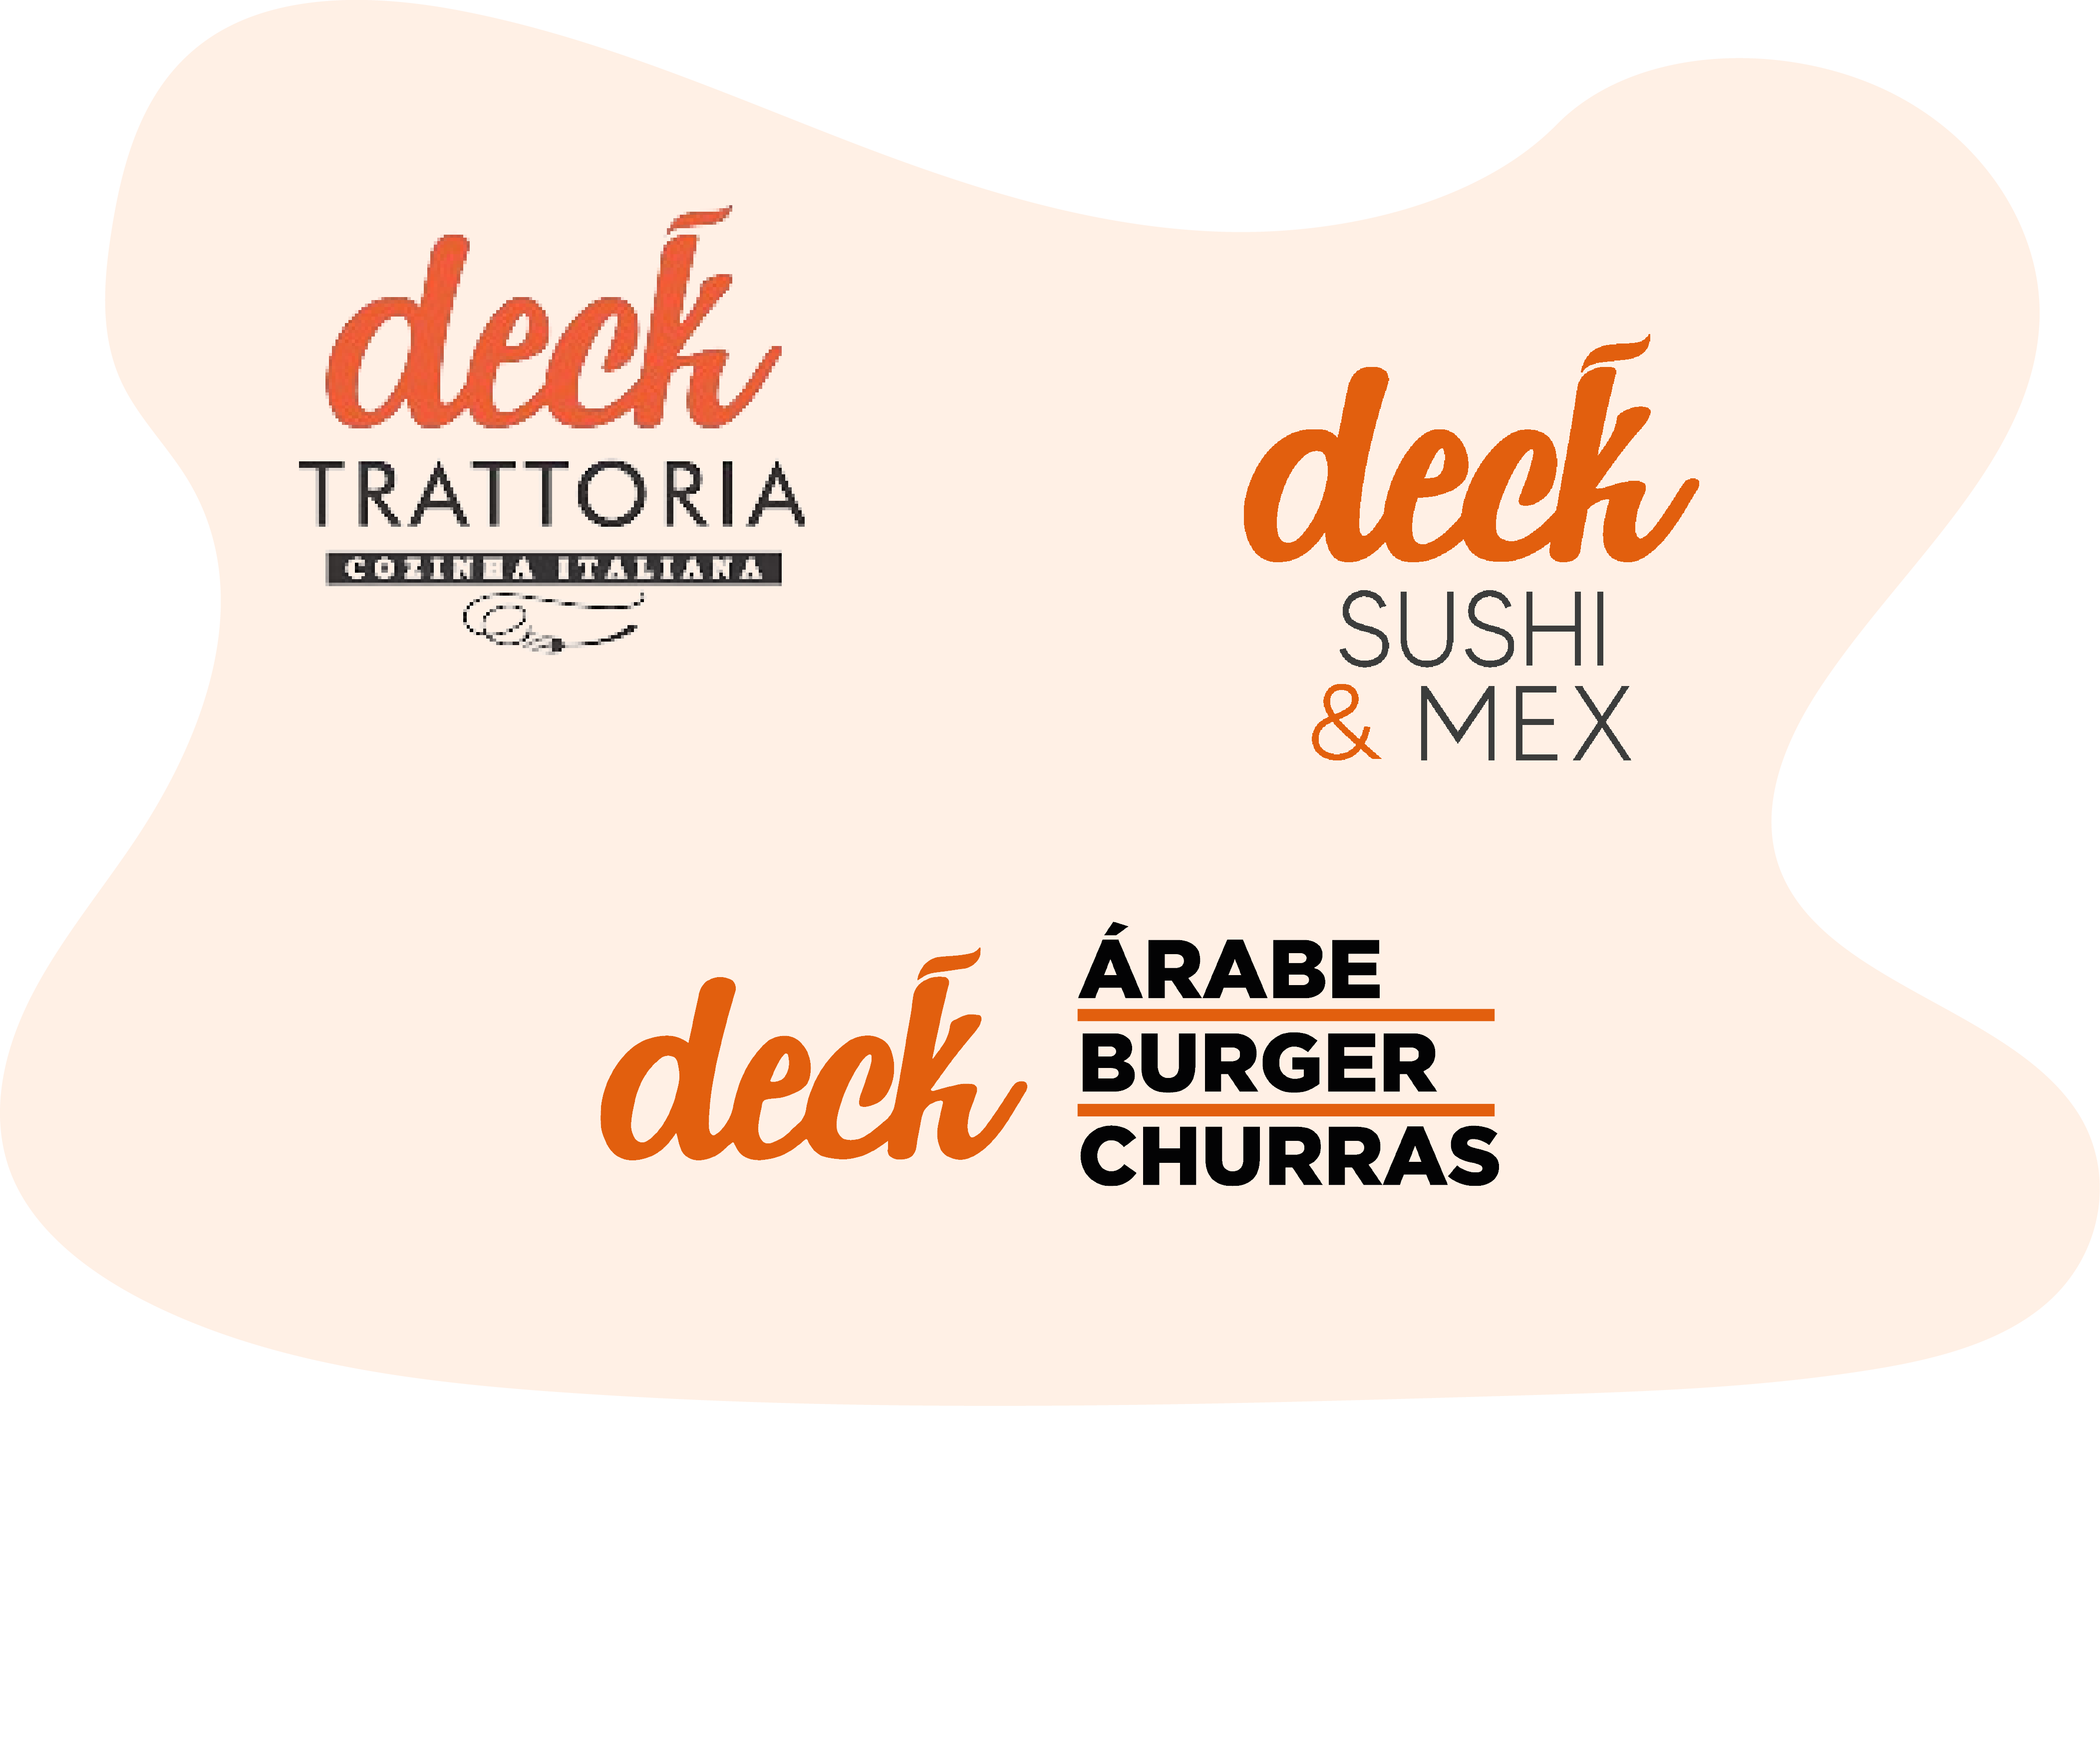 deck
TRATTORIA
COZINHA ITALIANA
deck
SUSHI
& MEX
deck
ÁRABE
BURGER
CHURRAS